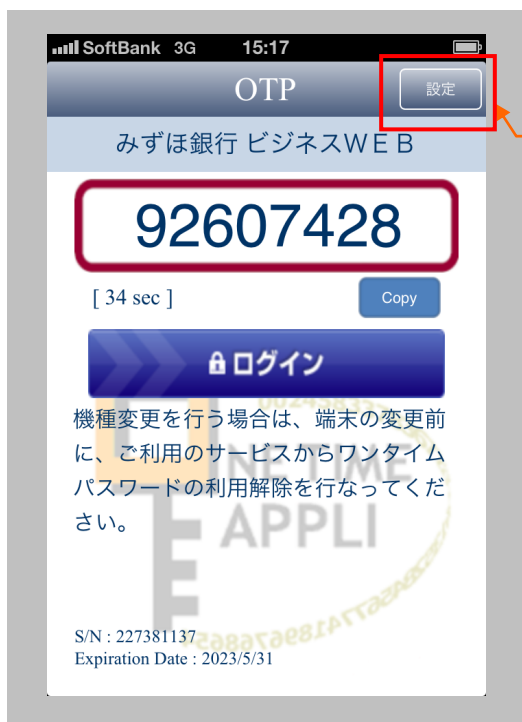 SoftBank 3G 15:17
OTP
設定
みずほ銀行 ビジネスＷＥＢ
92607428
[ 34 sec ]
Copy
ログイン
機種変更を行う場合は、端末の変更前
に、ご利用のサービスからワンタイム
パスワードの利用解除を行なってくだ
さい。
ONE TIME
APPLI
S/N : 227381137
Expiration Date : 2023/5/31